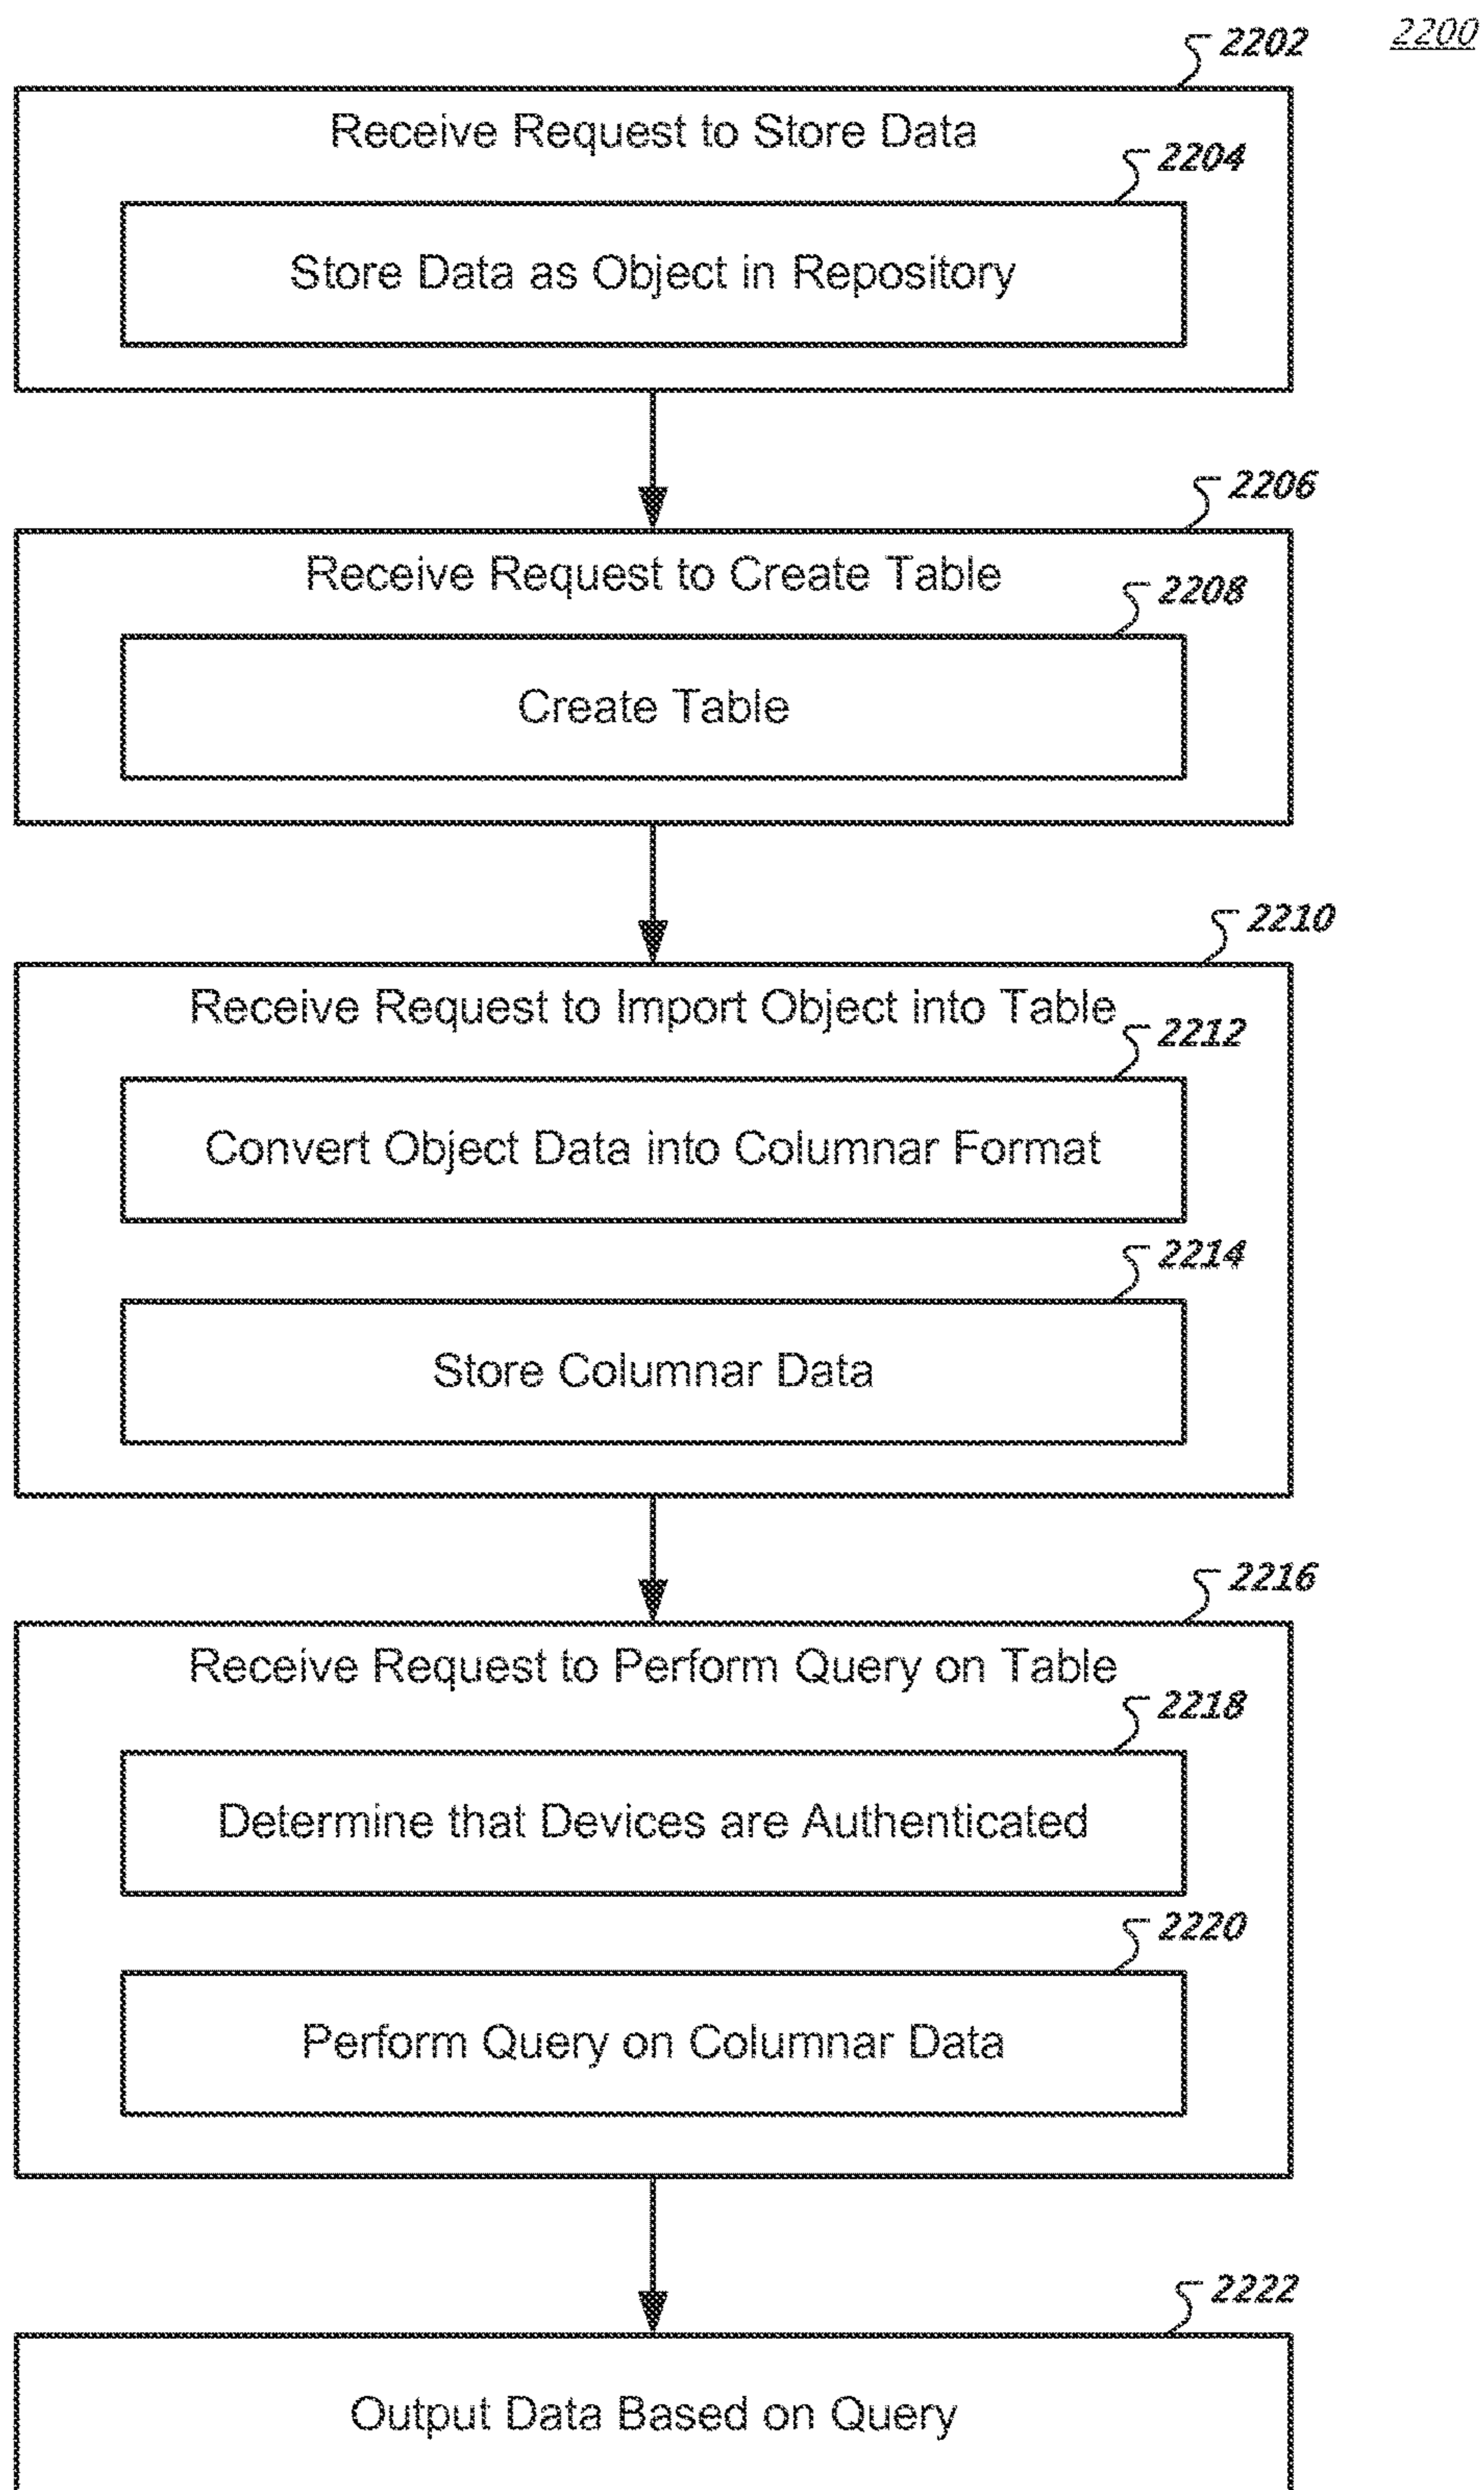 2200
2202
Receive Request to Store Data
2204
Store Data as Object in Repository
2206
Receive Request to Create Table
2208
Create Table
2210
Receive Request to Import Object into Table
2212
Convert Object Data into Columnar Format
2214
Store Columnar Data
2216
Receive Request to Perform Query on Table
2218
Determine that Devices are Authenticated
2220
Perform Query on Columnar Data
2222
Output Data Based on Query